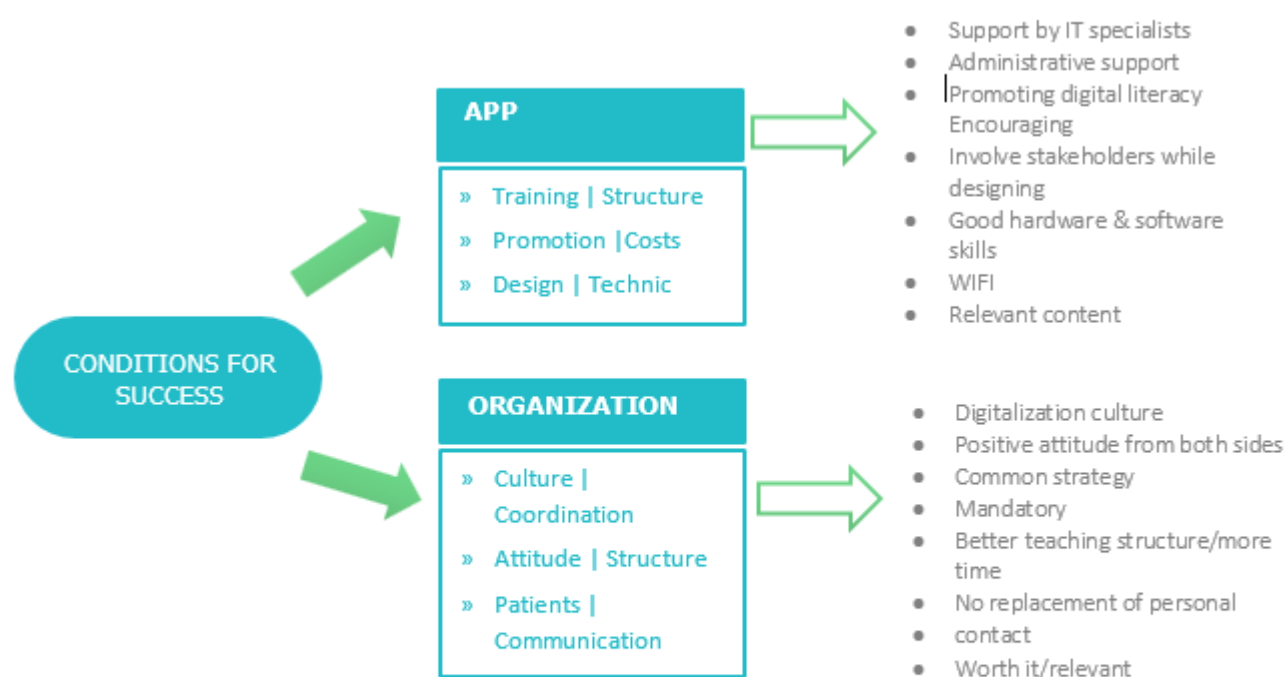 CONDITIONS FOR
SUCCESS
APP
» Training | Structure
» Promotion |Costs
» Design | Technic
● Support by IT specialists
● Administrative support
● Promoting digital literacy
Encouraging
● Involve stakeholders while
designing
● Good hardware & software
skills
● WIFI
● Relevant content
ORGANIZATION
» Culture |
Coordination
» Attitude | Structure
» Patients |
Communication
● Digitalization culture
● Positive attitude from both sides
● Common strategy
● Mandatory
● Better teaching structure/more
time
● No replacement of personal
● contact
● Worth it/relevant